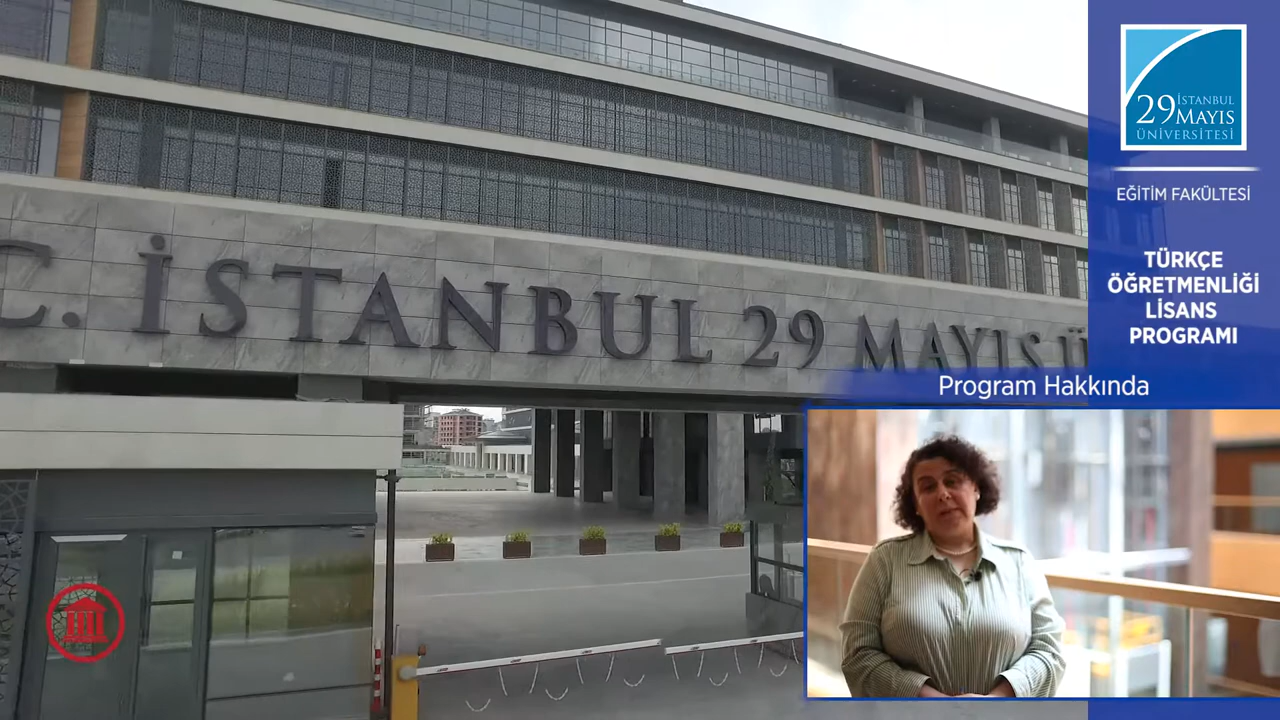 C. İSTANBUL 29 MAYIS Ü
29 İSTANBUL
MAYIS
ÜNİVERSİTESİ
EĞİTİM FAKÜLTESİ
TÜRKÇE
ÖĞRETMENLİĞİ
LİSANS
PROGRAMI
Program Hakkında